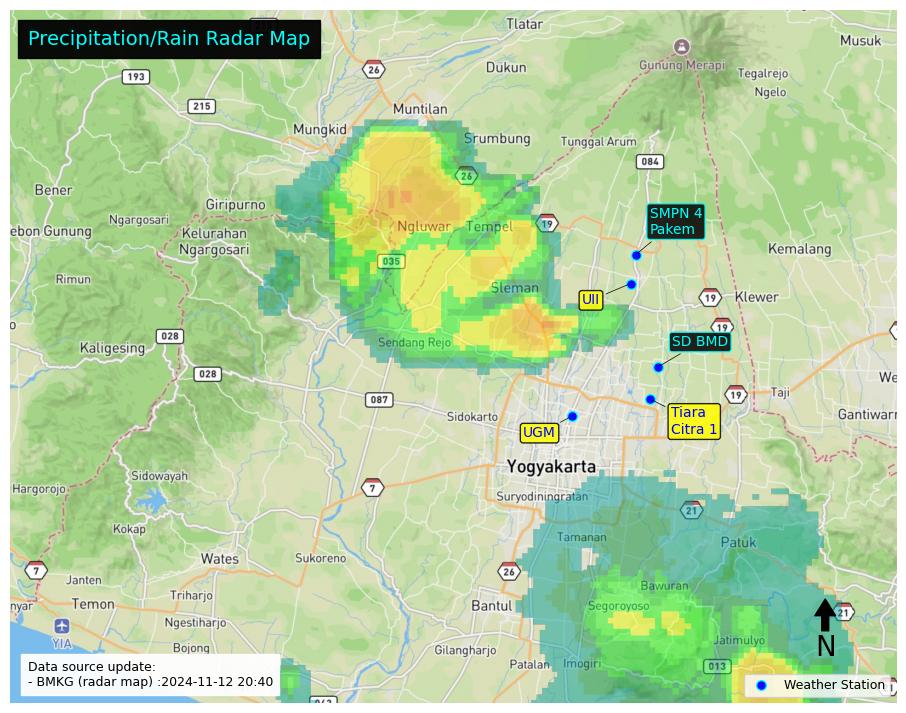 Precipitation/Rain Radar Map
Tlatar
Musuk
26
Gunung Merapi
Dukun
Tegalrejo
193
Ngelo
215
Muntilan
Mungkid
Srumbung
Tunggal Arum
084
26
Bener
Giripurno
Ngargosari
SMPN 4
Pakem
ebon Gunung
Kelurahan
Ngargosari
Ngluwar
Tempel
19
Kemalang
035
Rimun
Sleman
UII
19
Klewer
19
028
Sendang Rejo
SD BMD
Kaligesing
028
We
087
19
Taji
Sidokarto
Tiara
Citra 1
Gantiwarn
UGM
Yogyakarta
Sidowayah
Hargorojo
7
Suryodiningratan
21
Kokap
Tamanan
Patuk
Wates
Sukoreno
7
26
Janten
Bawuran
Triharjo
nyar
Temon
Bantul
Segoroyoso
21
Ngestiharjo
YIA
N
Bojong
Gilangharjo
Jatimulyo
Patalan
Imogiri
013
Data source update:
- BMKG (radar map) :2024-11-12 20:40
Weather Station